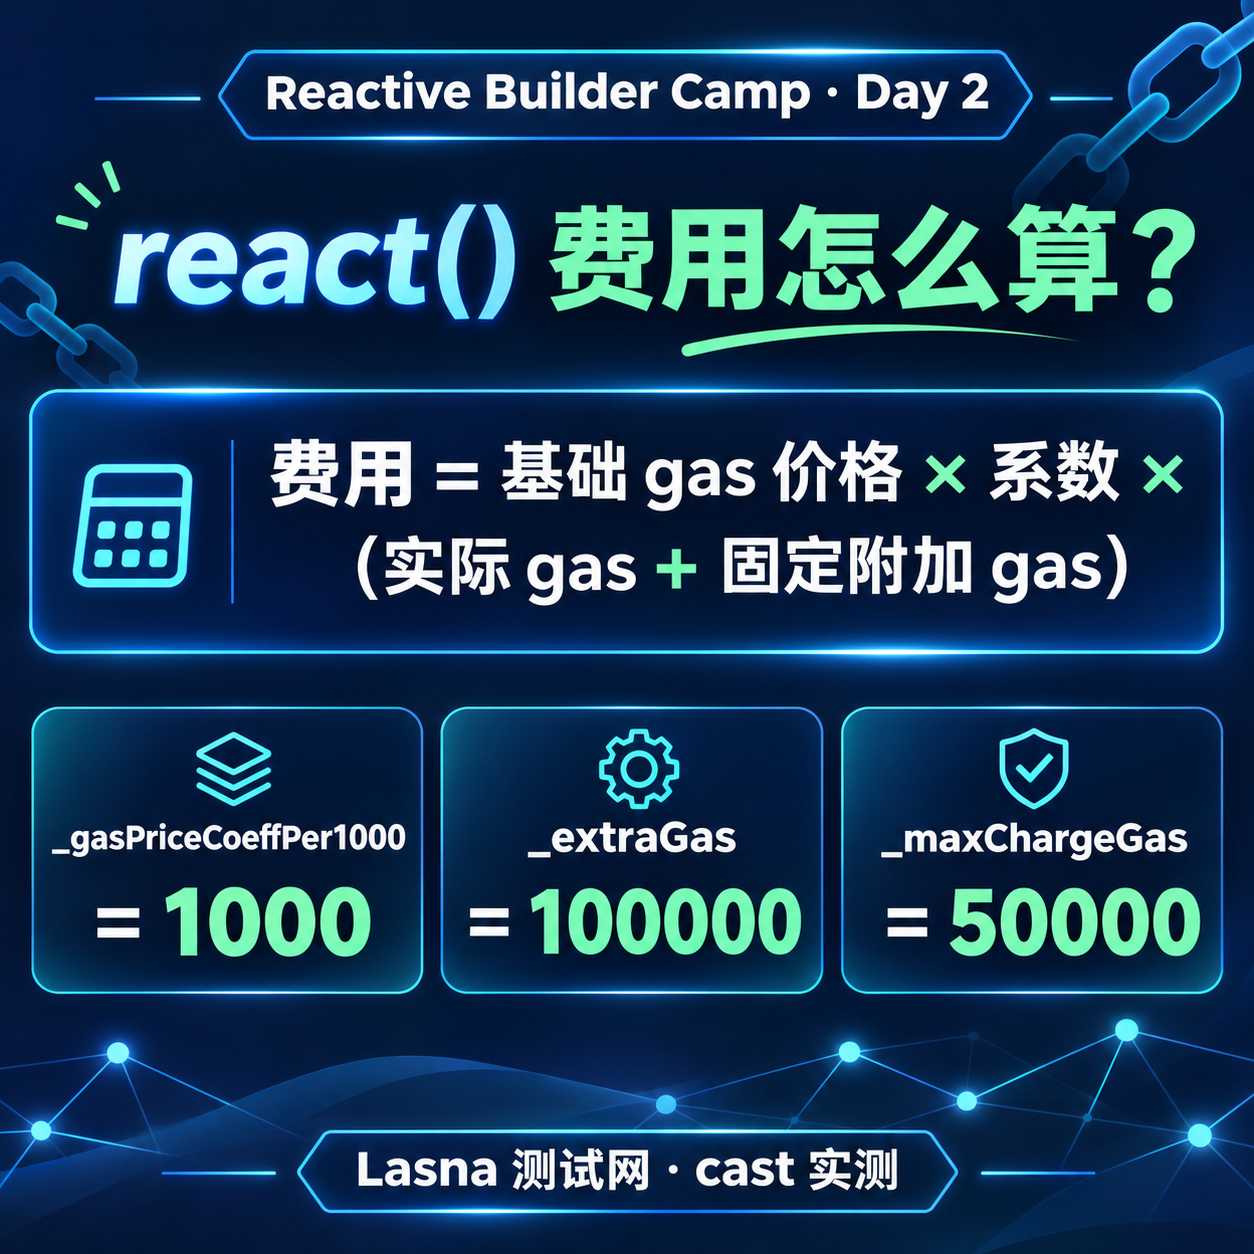 Reactive Builder Camp · Day 2
react() 费用怎么算？
费用 = 基础 gas 价格 × 系数 ×
（实际 gas + 固定附加 gas）
_gasPriceCoeffPer1000
= 1000
_extraGas
= 100000
_maxChargeGas
= 50000
Lasna 测试网 · cast 实测